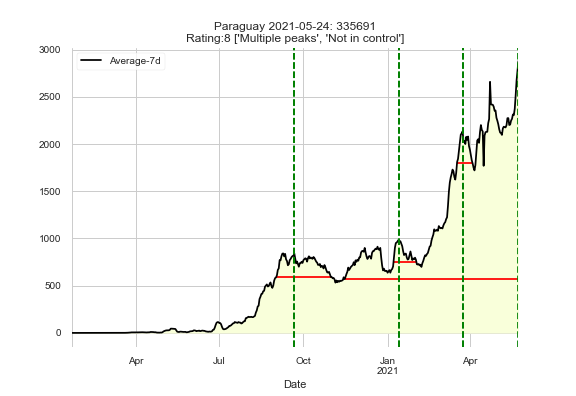 Paraguay 2021-05-24: 335691
Rating:8 ['Multiple peaks', 'Not in control']
3000
Average-7d
2500
2000
1500
1000
500
0
Apr Jul Oct Jan Apr
2021
Date